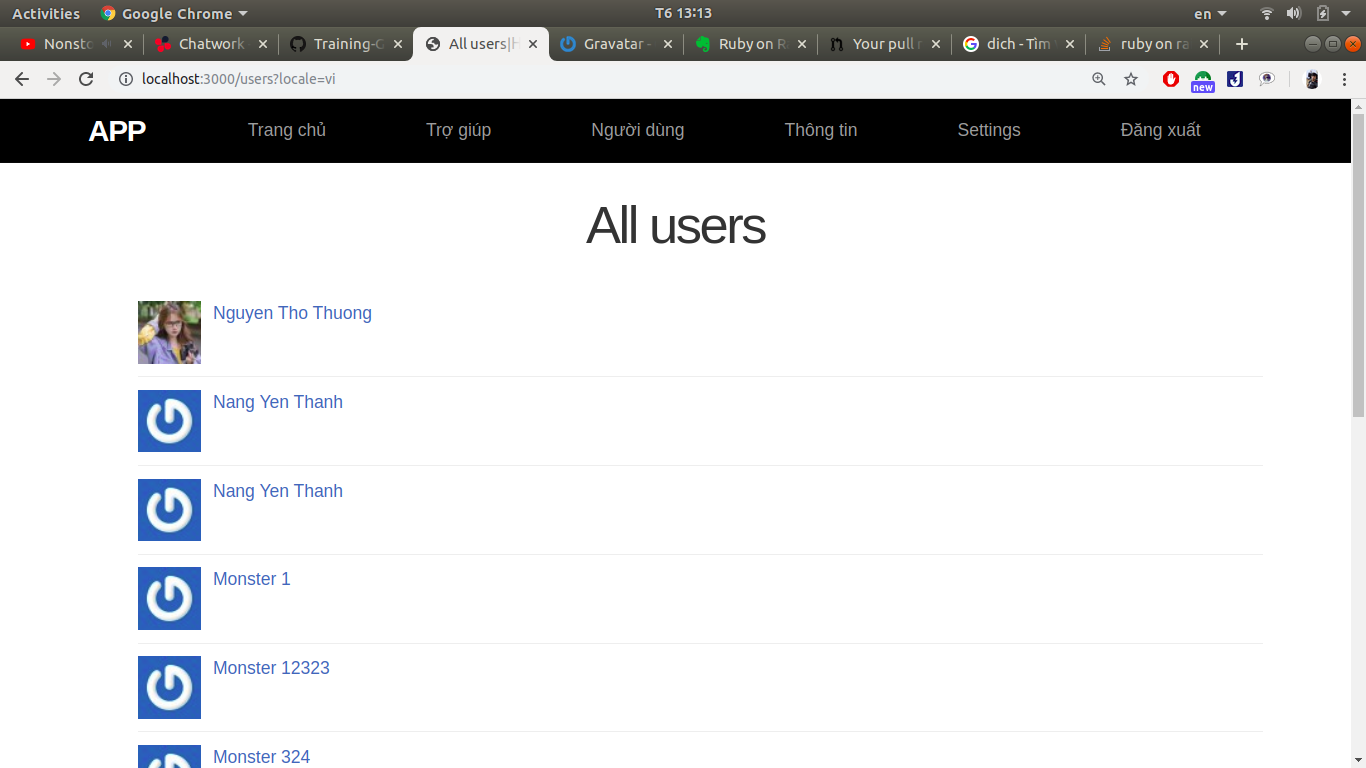 Activities Google Chrome T6 13:13 en
Nonsto Chatwork Training-G All users|H Gravatar - Ruby on Ra Your pull r dich - Tìm ruby on ra
localhost:3000/users?locale=vi
new
APP Trang chủ Trợ giúp Người dùng Thông tin Settings Đăng xuất
All users
Nguyen Tho Thuong
Nang Yen Thanh
Nang Yen Thanh
Monster 1
Monster 12323
Monster 324